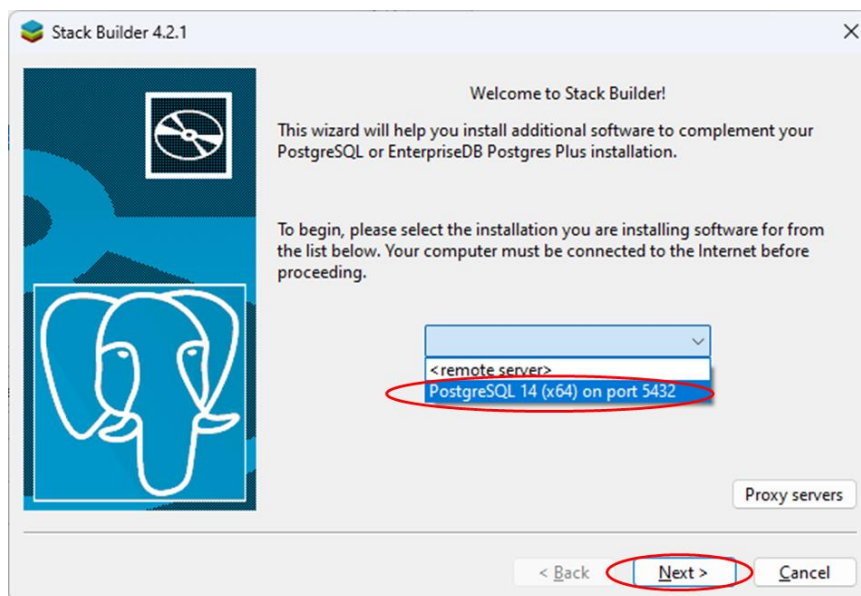 Stack Builder 4.2.1
Welcome to Stack Builder!
This wizard will help you install additional software to complement your
PostgreSQL or EnterpriseDB Postgres Plus installation.
To begin, please select the installation you are installing software for from
the list below. Your computer must be connected to the Internet before
proceeding.
<remote server>
PostgreSQL 14 (x64) on port 5432
Proxy servers
< Back
Next >
Cancel